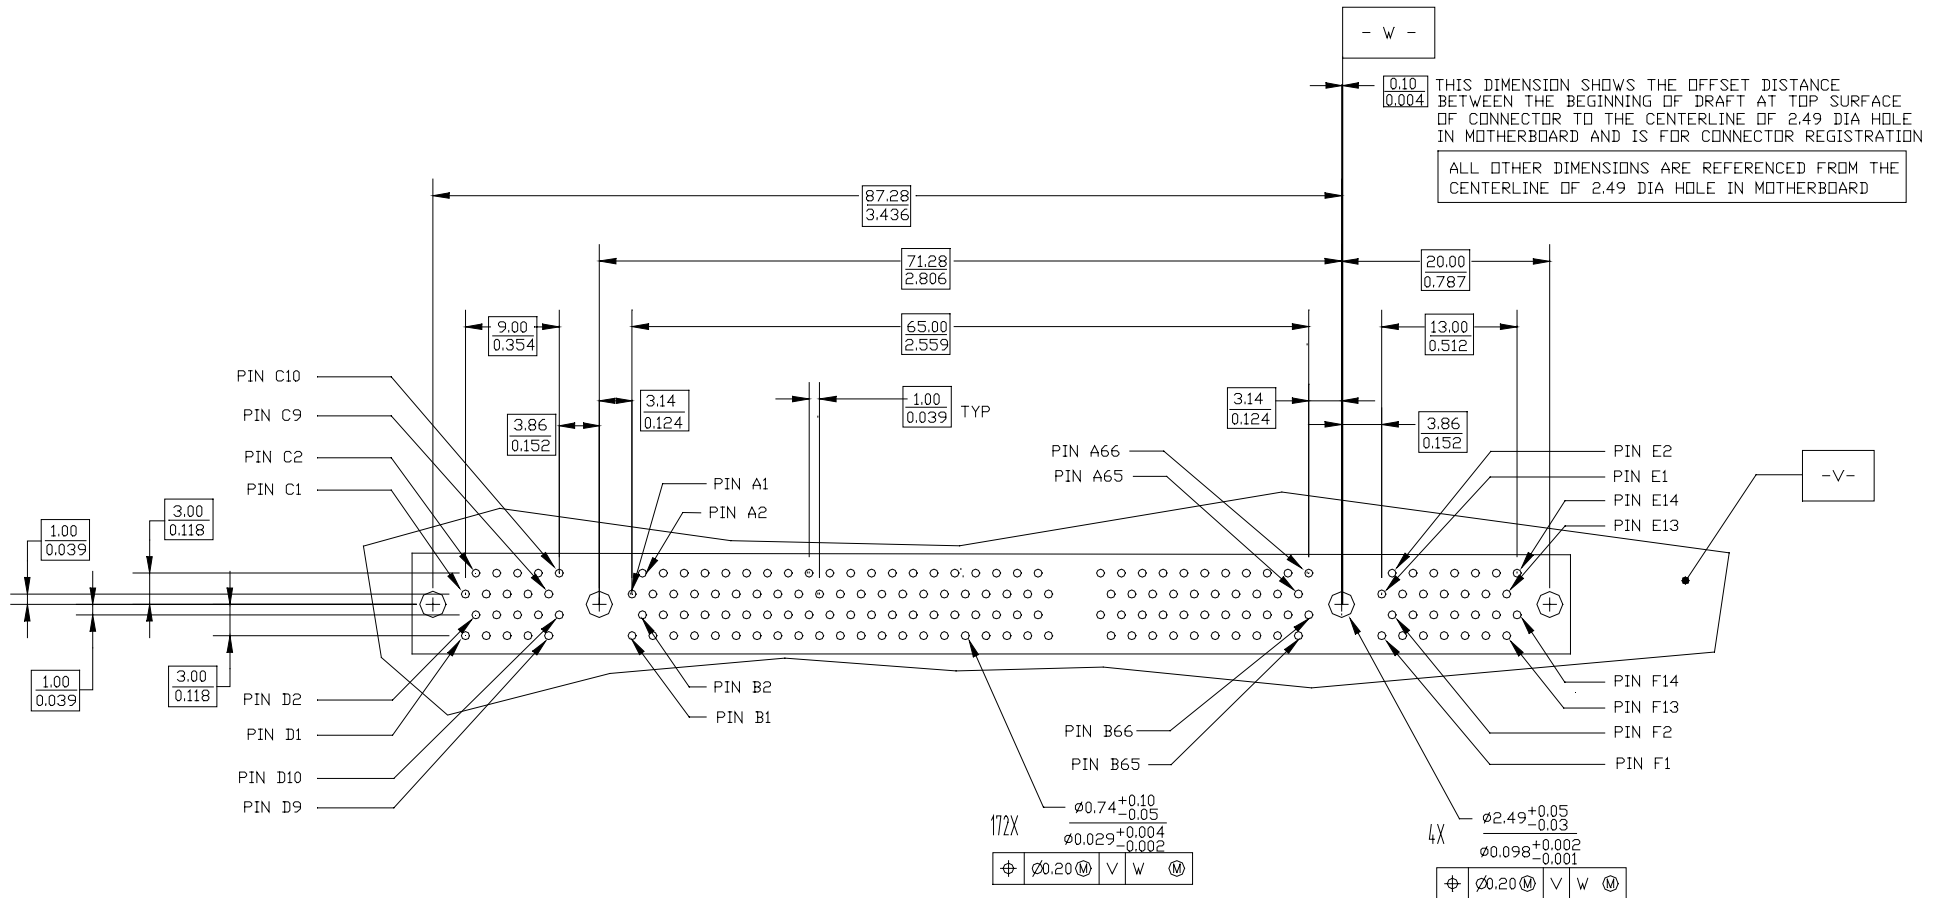 - W -
0.10
0.004
THIS DIMENSION SHOWS THE OFFSET DISTANCE
BETWEEN THE BEGINNING OF DRAFT AT TOP SURFACE
OF CONNECTOR TO THE CENTERLINE OF 2.49 DIA HOLE
IN MOTHERBOARD AND IS FOR CONNECTOR REGISTRATION
ALL OTHER DIMENSIONS ARE REFERENCED FROM THE
CENTERLINE OF 2.49 DIA HOLE IN MOTHERBOARD
87.28
3.436
71.28
2.806
20.00
0.787
9.00
0.354
65.00
2.559
13.00
0.512
PIN C10
PIN C9
PIN C2
PIN C1
3.86
0.152
3.14
0.124
1.00
0.039
TYP
3.14
0.124
3.86
0.152
PIN A1
PIN A2
PIN A66
PIN A65
PIN E2
PIN E1
PIN E14
PIN E13
-V-
1.00
0.039
3.00
0.118
1.00
0.039
3.00
0.118
PIN D2
PIN D1
PIN D10
PIN D9
PIN B2
PIN B1
PIN B66
PIN B65
PIN F14
PIN F13
PIN F2
PIN F1
172X
⌀0.74 +0.10 -0.05
⌀0.029 +0.004 -0.002
⌖ ⌀0.20 Ⓜ V W Ⓜ
4X
⌀2.49 +0.05 -0.03
⌀0.098 +0.002 -0.001
⌖ ⌀0.20 Ⓜ V W Ⓜ